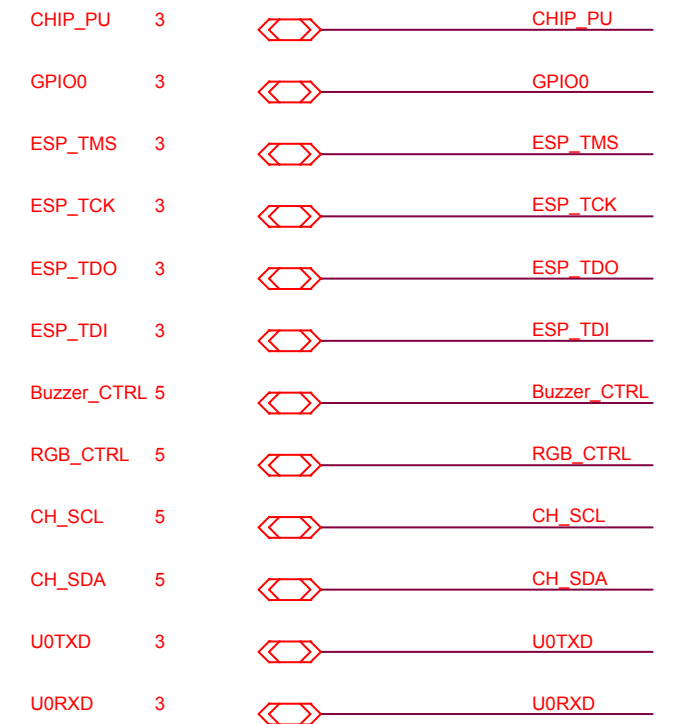 CHIP_PU 3 CHIP_PU
GPIO0 3 GPIO0
ESP_TMS 3 ESP_TMS
ESP_TCK 3 ESP_TCK
ESP_TDO 3 ESP_TDO
ESP_TDI 3 ESP_TDI
Buzzer_CTRL 5 Buzzer_CTRL
RGB_CTRL 5 RGB_CTRL
CH_SCL 5 CH_SCL
CH_SDA 5 CH_SDA
U0TXD 3 U0TXD
U0RXD 3 U0RXD